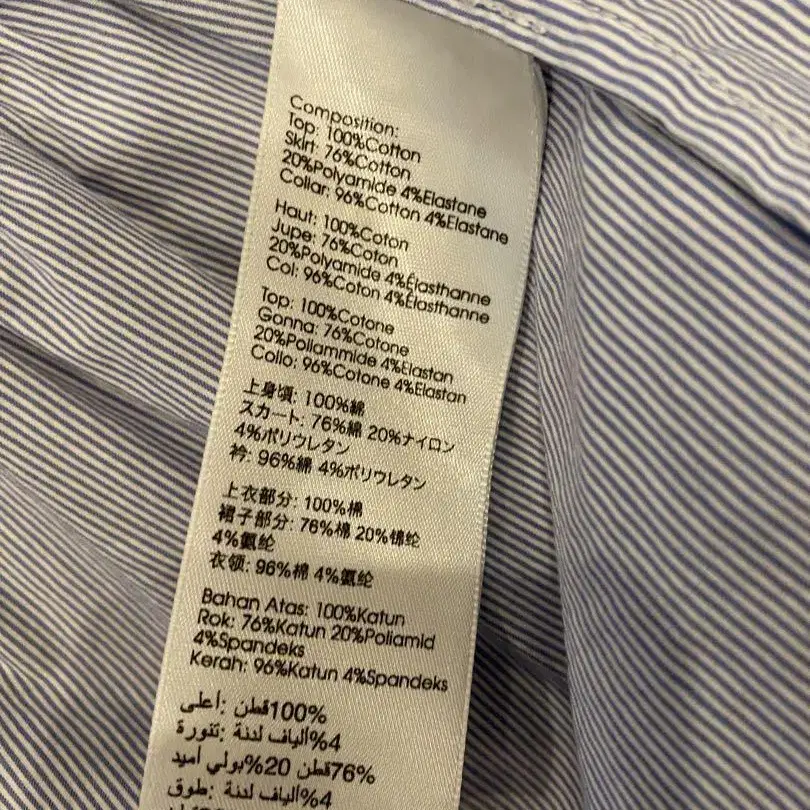 Composition:
Top: 100%Cotton
Skirt: 76%Cotton
20%Polyamide 4%Elastane
Collar: 96%Cotton 4%Elastane
Haut: 100%Coton
Jupe: 76%Coton
20%Polyamide 4%Élasthanne
Col: 96%Coton 4%Élasthanne
Top: 100%Cotone
Gonna: 76%Cotone
20%Poliammide 4%Elastan
Collo: 96%Cotone 4%Elastan
上身頃: 100%綿
スカート: 76%綿 20%ナイロン
4%ポリウレタン
衿: 96%綿 4%ポリウレタン
上衣部分: 100%棉
裙子部分: 76%棉 20%锦纶
4%氨纶
衣领: 96%棉 4%氨纶
Bahan Atas: 100%Katun
Rok: 76%Katun 20%Poliamid
4%Spandeks
Kerah: 96%Katun 4%Spandeks
100%قطن :أعلى
4%ألياف لدنة :تنورة
76%قطن 20%بولي أميد
4%ألياف لدنة :طوق